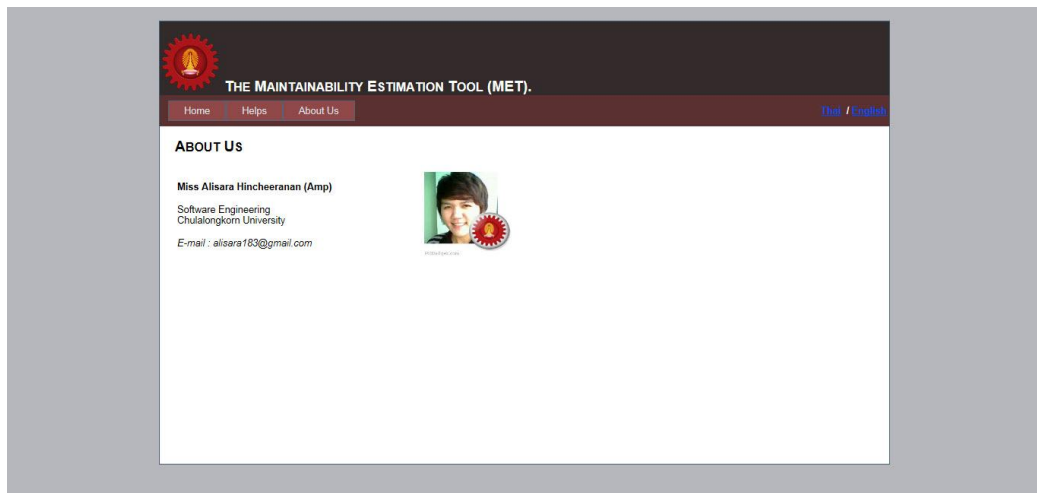 THE MAINTAINABILITY ESTIMATION TOOL (MET).
Home Helps About Us Thai / English
ABOUT US
Miss Alisara Hincheeranan (Amp)
Software Engineering
Chulalongkorn University
E-mail : alisara183@gmail.com